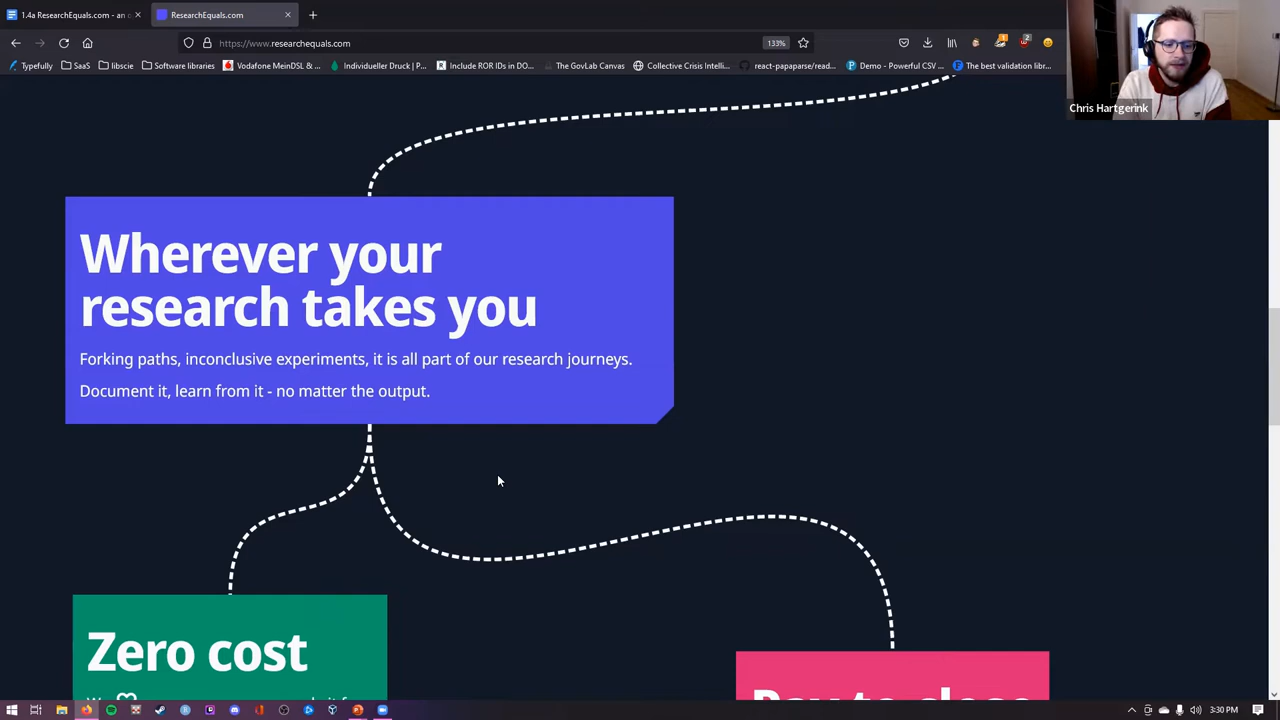 1.4a ResearchEquals.com - an o
ResearchEquals.com
https://www.researchequals.com
133%
Typefully
SaaS
libscie
Software libraries
Vodafone MeinDSL & ...
Individueller Druck | P...
Include ROR IDs in DO...
The GovLab Canvas
Collective Crisis Intelli...
react-papaparse/read...
Demo - Powerful CSV ...
The best validation libr...
Chris Hartgerink
Wherever your
research takes you
Forking paths, inconclusive experiments, it is all part of our research journeys.
Document it, learn from it - no matter the output.
Zero cost
Pay to close
3:30 PM